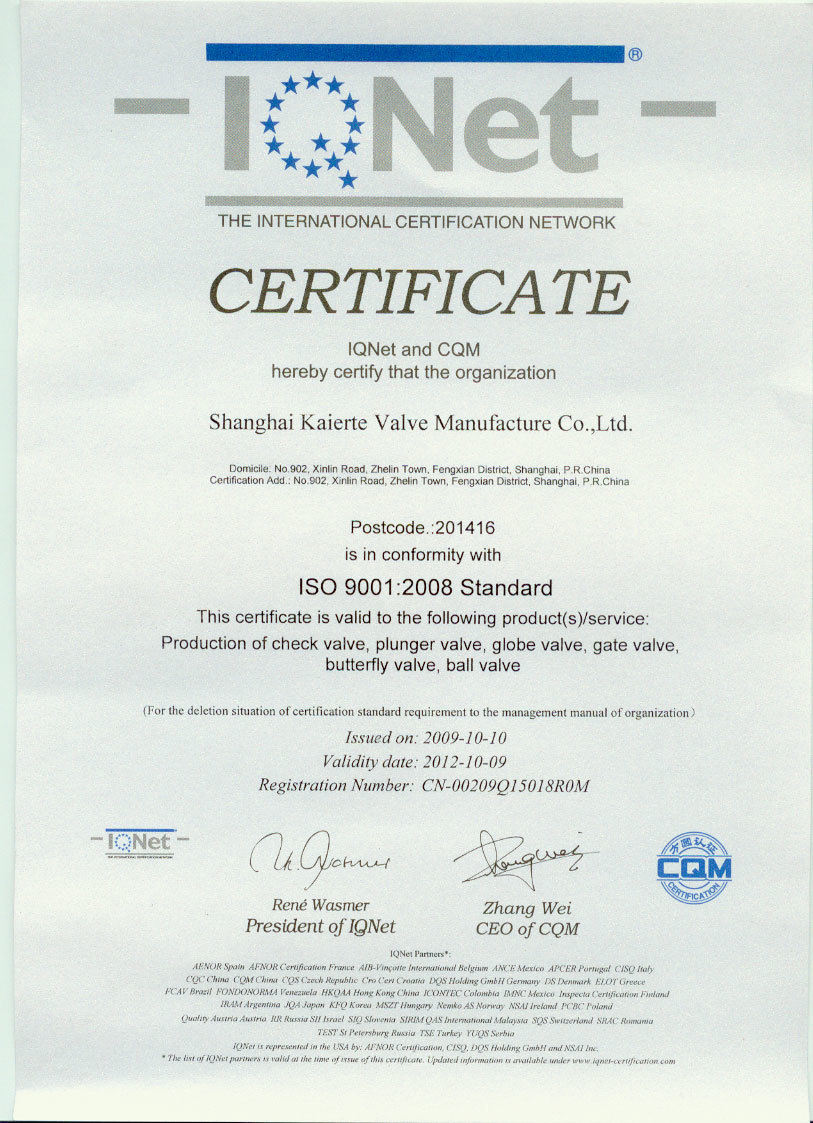 IQNet®
THE INTERNATIONAL CERTIFICATION NETWORK
CERTIFICATE
IQNet and CQM
hereby certify that the organization
Shanghai Kaierte Valve Manufacture Co.,Ltd.
Domicile: No.902, Xinlin Road, Zhelin Town, Fengxian District, Shanghai, P.R.China
Certification Add.: No.902, Xinlin Road, Zhelin Town, Fengxian District, Shanghai, P.R.China
Postcode.:201416
is in conformity with
ISO 9001:2008 Standard
This certificate is valid to the following product(s)/service:
Production of check valve, plunger valve, globe valve, gate valve,
butterfly valve, ball valve
(For the deletion situation of certification standard requirement to the management manual of organization)
Issued on: 2009-10-10
Validity date: 2012-10-09
Registration Number: CN-00209Q15018R0M
IQNet
THE INTERNATIONAL CERTIFICATION NETWORK
方圆认证
CQM
CERTIFICATION
René Wasmer
President of IQNet
Zhang Wei
CEO of CQM
IQNet Partners*:
AENOR Spain AFNOR Certification France AIB-Vinçotte International Belgium ANCE Mexico APCER Portugal CISQ Italy
CQC China CQM China CQS Czech Republic Cro Cert Croatia DQS Holding GmbH Germany DS Denmark ELOT Greece
FCAV Brazil FONDONORMA Venezuela HKQAA Hong Kong China ICONTEC Colombia IMNC Mexico Inspecta Certification Finland
IRAM Argentina JQA Japan KFQ Korea MSZT Hungary Nemko AS Norway NSAI Ireland PCBC Poland
Quality Austria Austria RR Russia SII Israel SIQ Slovenia SIRIM QAS International Malaysia SQS Switzerland SRAC Romania
TEST St Petersburg Russia TSE Turkey YUQS Serbia
IQNet is represented in the USA by: AFNOR Certification, CISQ, DQS Holding GmbH and NSAI Inc.
* The list of IQNet partners is valid at the time of issue of this certificate. Updated information is available under www.iqnet-certification.com